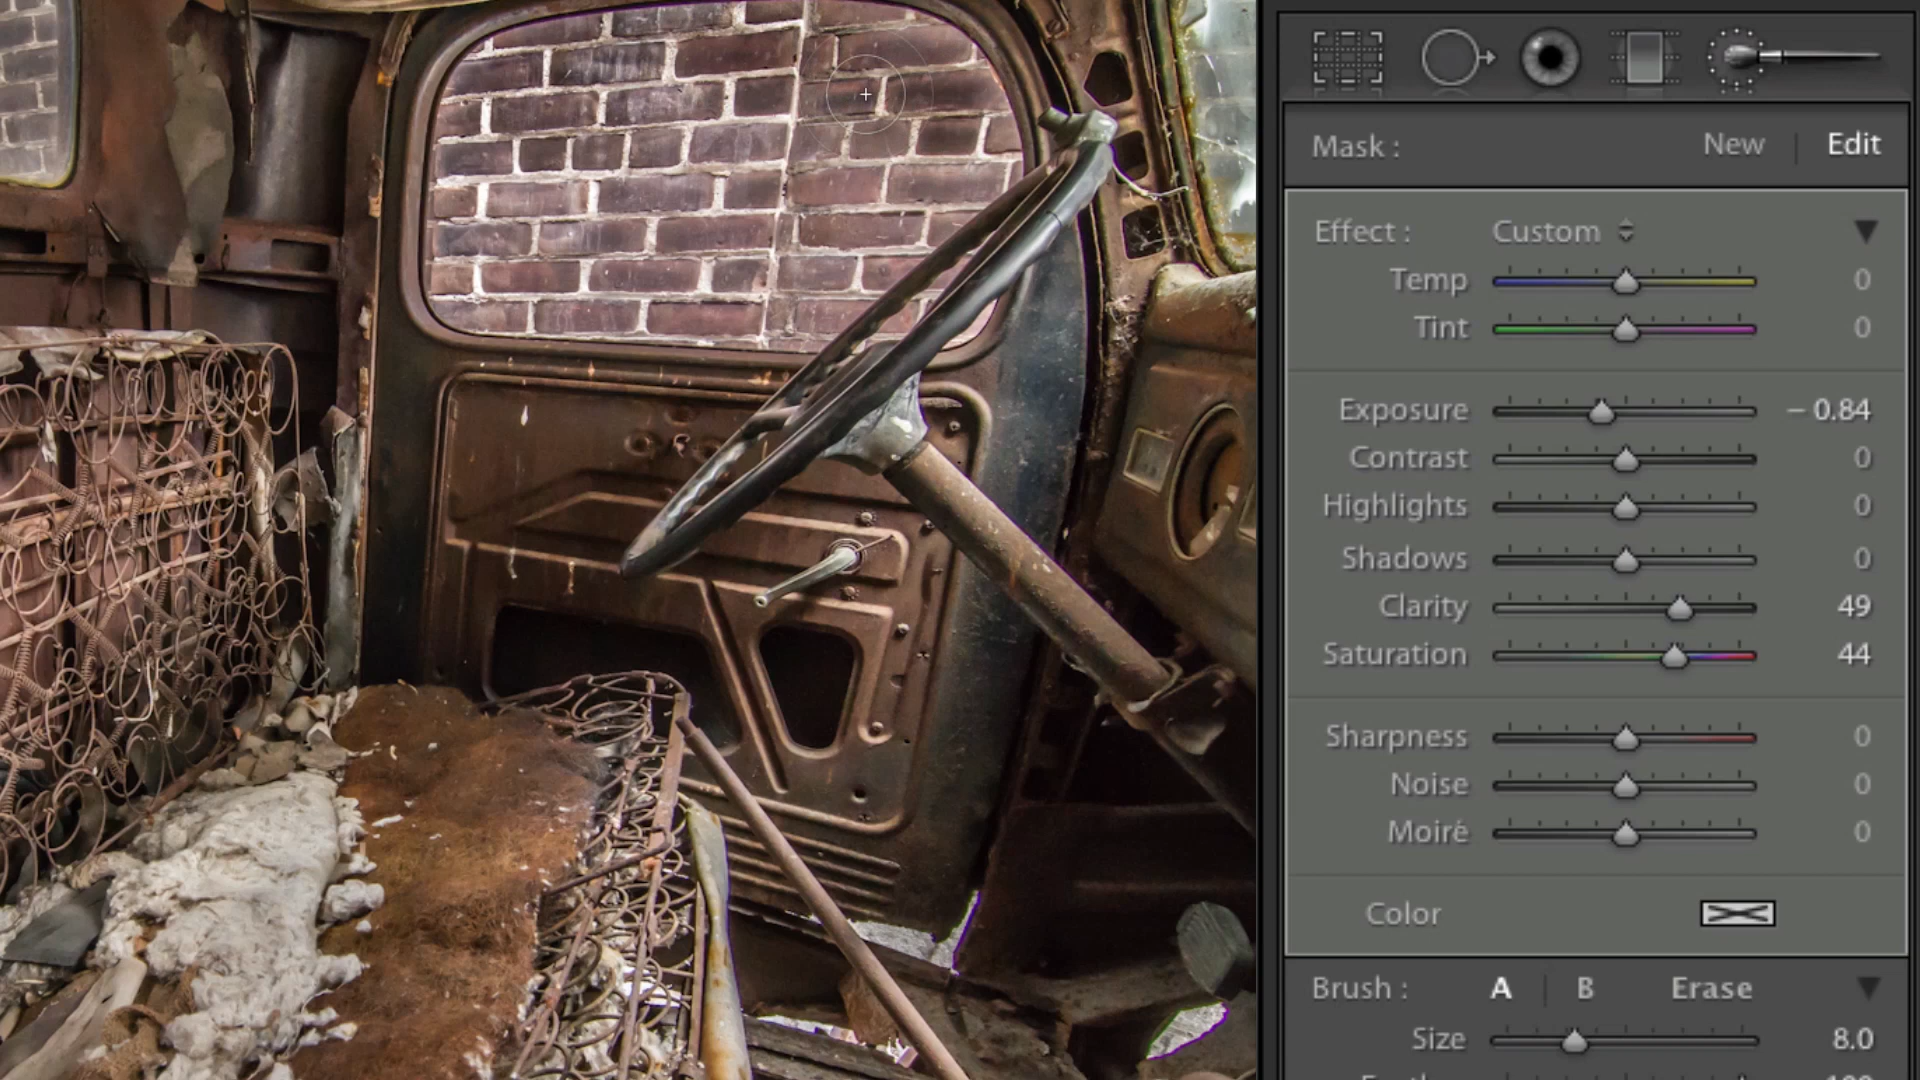 Mask : New | Edit
Effect : Custom
Temp 0
Tint 0
Exposure – 0.84
Contrast 0
Highlights 0
Shadows 0
Clarity 49
Saturation 44
Sharpness 0
Noise 0
Moiré 0
Color
Brush : A | B Erase
Size 8.0